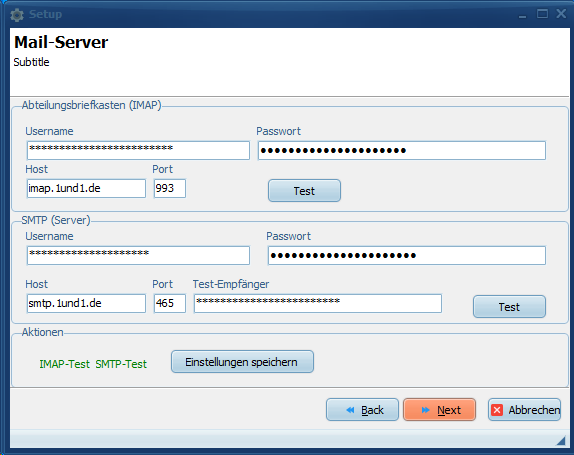 Setup
Mail-Server
Subtitle
Abteilungsbriefkasten (IMAP)
Username Passwort
************************ ●●●●●●●●●●●●●●●●●●●●●
Host Port
imap.1und1.de 993 Test
SMTP (Server)
Username Passwort
******************** ●●●●●●●●●●●●●●●●●●●●●
Host Port Test-Empfänger
smtp.1und1.de 465 ************************ Test
Aktionen
IMAP-Test SMTP-Test Einstellungen speichern
Back Next Abbrechen